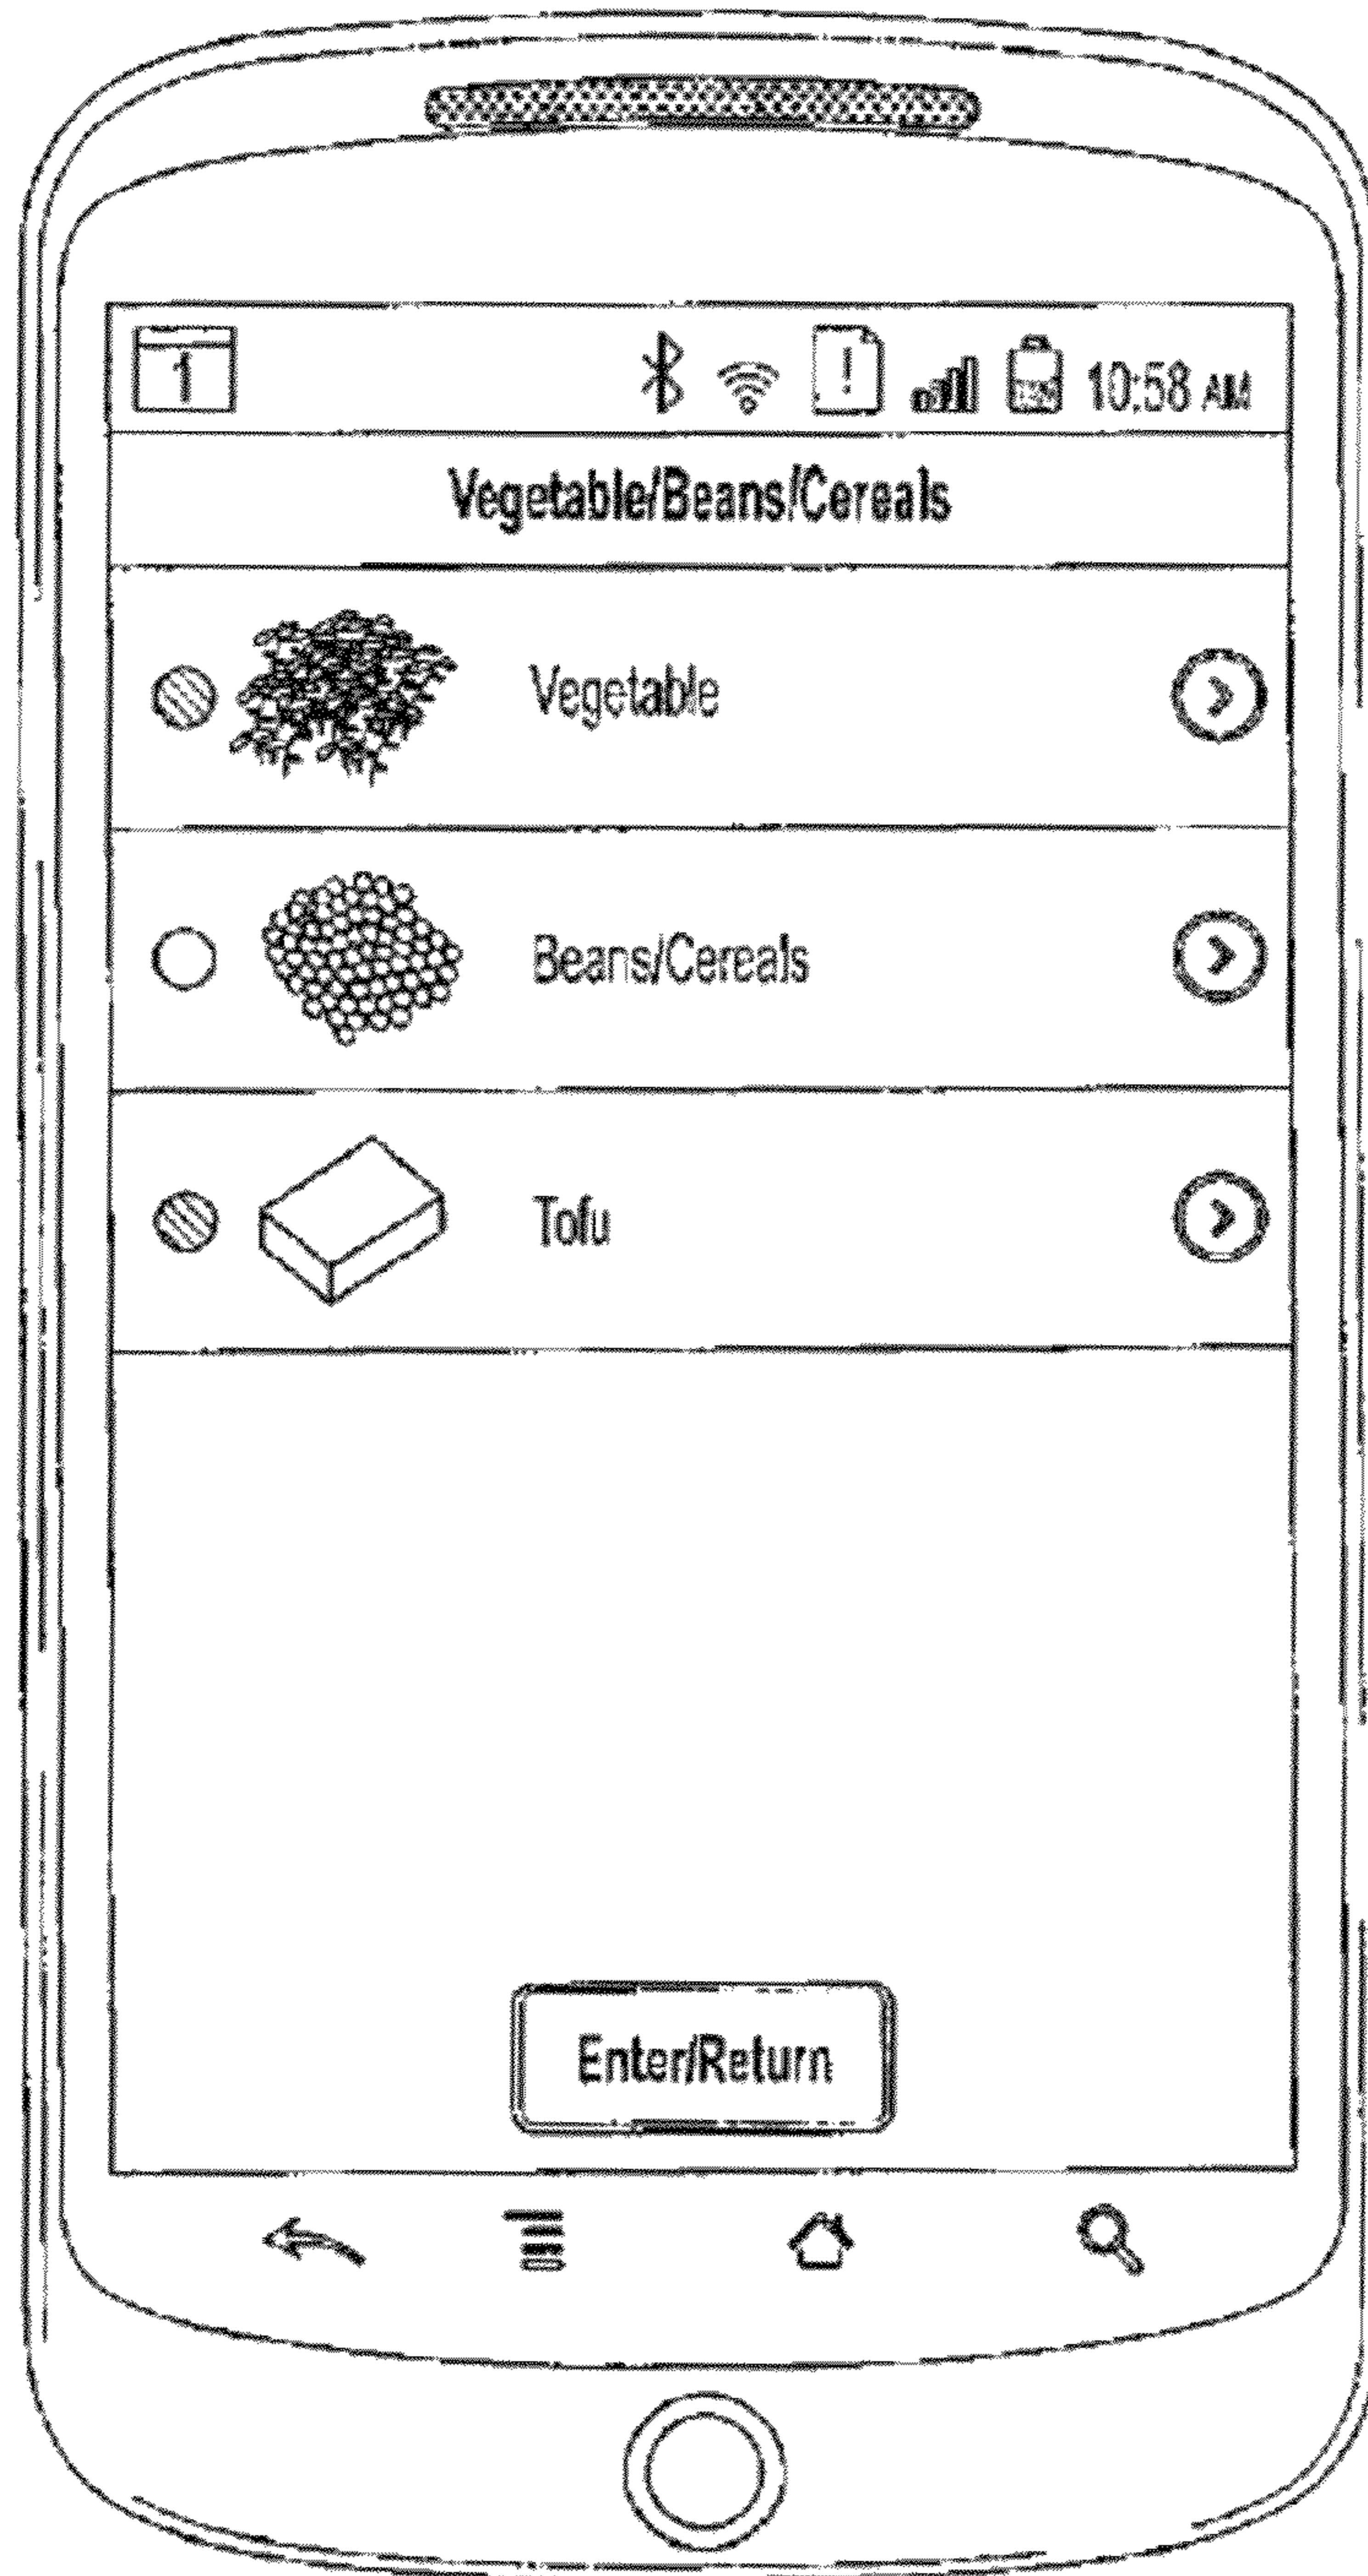 1 ! 10:58 AM
Vegetable/Beans/Cereals
Vegetable
Beans/Cereals
Tofu
Enter/Return